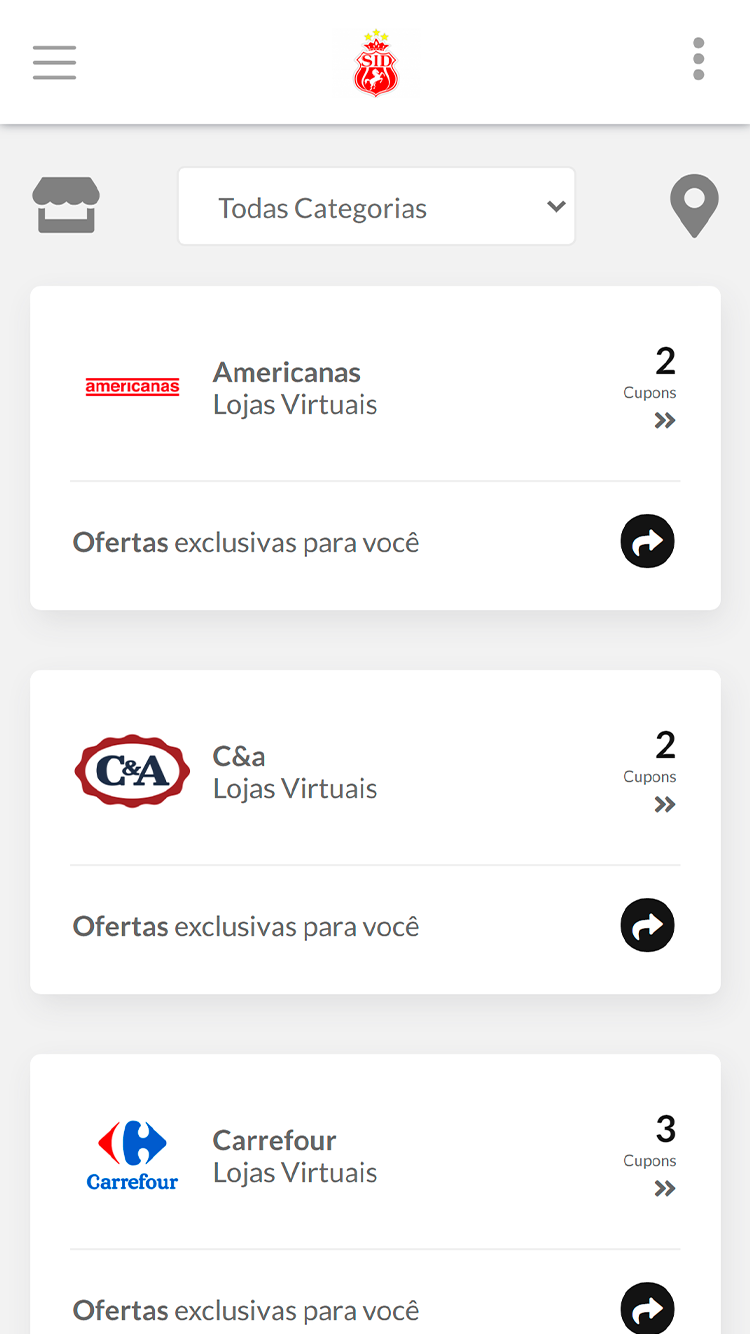 SID
Todas Categorias
americanas
Americanas
Lojas Virtuais
2
Cupons
Ofertas exclusivas para você
C&A
C&a
Lojas Virtuais
2
Cupons
Ofertas exclusivas para você
Carrefour
Carrefour
Lojas Virtuais
3
Cupons
Ofertas exclusivas para você